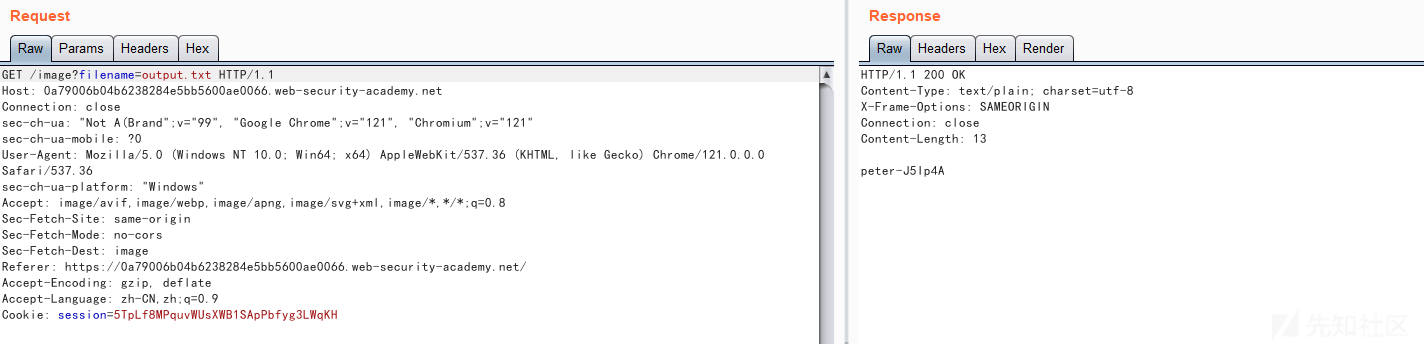 Request
Raw Params Headers Hex
GET /image?filename=output.txt HTTP/1.1
Host: 0a79006b04b6238284e5bb5600ae0066.web-security-academy.net
Connection: close
sec-ch-ua: "Not A(Brand";v="99", "Google Chrome";v="121", "Chromium";v="121"
sec-ch-ua-mobile: ?0
User-Agent: Mozilla/5.0 (Windows NT 10.0; Win64; x64) AppleWebKit/537.36 (KHTML, like Gecko) Chrome/121.0.0.0
Safari/537.36
sec-ch-ua-platform: "Windows"
Accept: image/avif,image/webp,image/apng,image/svg+xml,image/*,*/*;q=0.8
Sec-Fetch-Site: same-origin
Sec-Fetch-Mode: no-cors
Sec-Fetch-Dest: image
Referer: https://0a79006b04b6238284e5bb5600ae0066.web-security-academy.net/
Accept-Encoding: gzip, deflate
Accept-Language: zh-CN,zh;q=0.9
Cookie: session=5TpLf8MPquvWUsXWB1SApPbfyg3LWqKH
Response
Raw Headers Hex Render
HTTP/1.1 200 OK
Content-Type: text/plain; charset=utf-8
X-Frame-Options: SAMEORIGIN
Connection: close
Content-Length: 13
peter-J5lp4A
先知社区